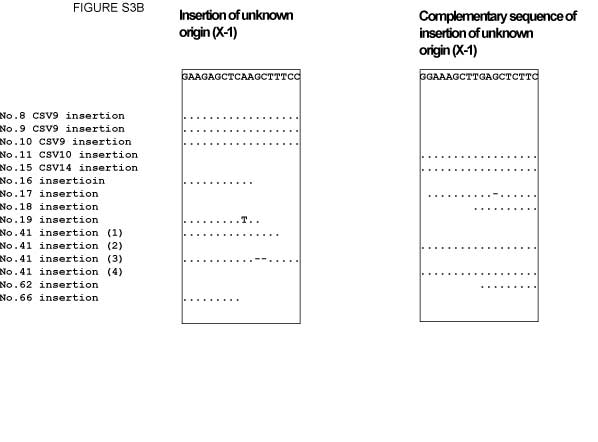 FIGURE S3B
Insertion of unknown
origin (X-1)
Complementary sequence of
insertion of unknown
origin (X-1)
GAAGAGCTCAAGCTTTCC GGAAAGCTTGAGCTCTTC
No.8 CSV9 insertion ..................
No.9 CSV9 insertion ..................
No.10 CSV9 insertion ..................
No.11 CSV10 insertion ..................
No.15 CSV14 insertion ..................
No.16 insertioin ...........
No.17 insertion ..........-......
No.18 insertion ..........
No.19 insertion .........T..
No.41 insertion (1) ...............
No.41 insertion (2) ..................
No.41 insertion (3) ...........--.....
No.41 insertion (4) ..................
No.62 insertion .........
No.66 insertion .........